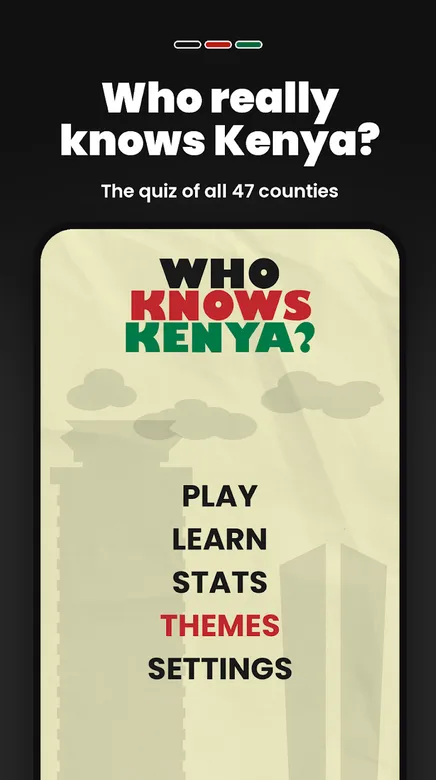 Who really
knows Kenya?
The quiz of all 47 counties
WHO
KNOWS
KENYA?
PLAY
LEARN
STATS
THEMES
SETTINGS